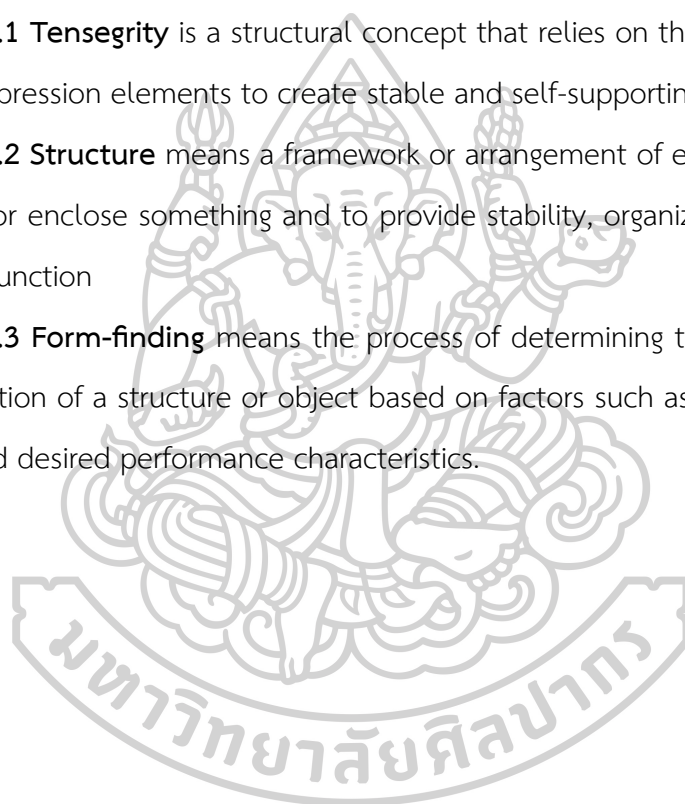 .1 Tensegrity is a structural concept that relies on th
pression elements to create stable and self-supportin
.2 Structure means a framework or arrangement of e
or enclose something and to provide stability, organiz
unction
.3 Form-finding means the process of determining t
tion of a structure or object based on factors such as
d desired performance characteristics.
มหาวิทยาลัยศิลปากร